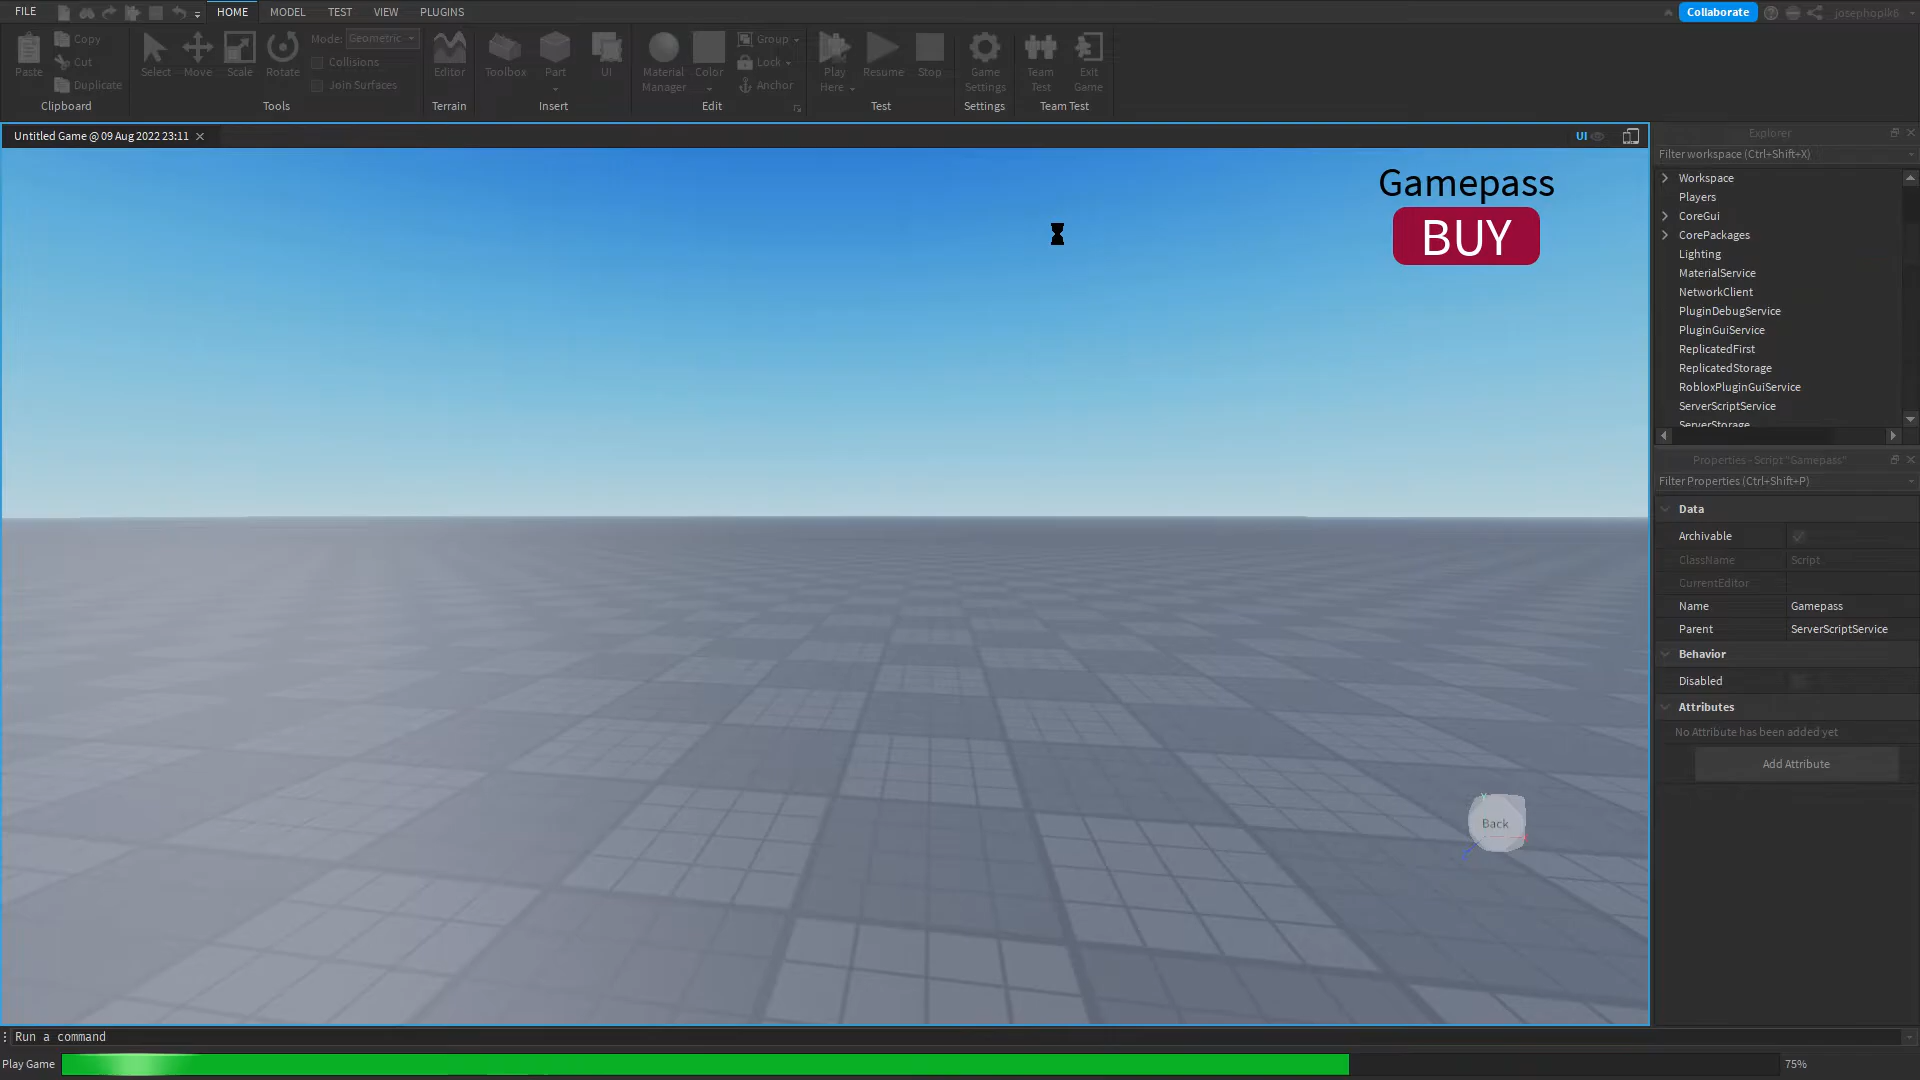 FILE
HOME
MODEL
TEST
VIEW
PLUGINS
Collaborate
josephoplk6
Paste
Copy
Cut
Duplicate
Clipboard
Select
Move
Scale
Rotate
Mode: Geometric
Collisions
Join Surfaces
Tools
Editor
Terrain
Toolbox
Part
UI
Insert
Material Manager
Color
Group
Lock
Anchor
Edit
Play Here
Resume
Stop
Test
Game Settings
Settings
Team Test
Exit Game
Team Test
Untitled Game @ 09 Aug 2022 23:11
UI
Gamepass
BUY
Back
Explorer
Filter workspace (Ctrl+Shift+X)
Workspace
Players
CoreGui
CorePackages
Lighting
MaterialService
NetworkClient
PluginDebugService
PluginGuiService
ReplicatedFirst
ReplicatedStorage
RobloxPluginGuiService
ServerScriptService
ServerStorage
Properties - Script "Gamepass"
Filter Properties (Ctrl+Shift+P)
Data
Archivable
ClassName Script
CurrentEditor
Name Gamepass
Parent ServerScriptService
Behavior
Disabled
Attributes
No Attribute has been added yet
Add Attribute
Run a command
Play Game
75%